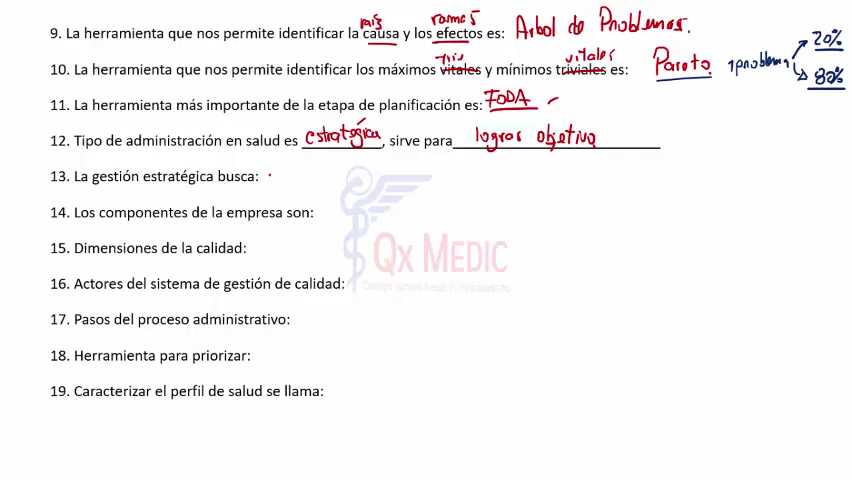 raíz ramas
9. La herramienta que nos permite identificar la causa y los efectos es: Arbol de Problemas.
triv vitales
10. La herramienta que nos permite identificar los máximos vitales y mínimos triviales es: Pareto 1 problema 20% 80%
11. La herramienta más importante de la etapa de planificación es: FODA
12. Tipo de administración en salud es estratégica, sirve para logros objetivo
13. La gestión estratégica busca:
14. Los componentes de la empresa son:
15. Dimensiones de la calidad:
QX MEDIC
16. Actores del sistema de gestión de calidad:
17. Pasos del proceso administrativo:
18. Herramienta para priorizar:
19. Caracterizar el perfil de salud se llama: